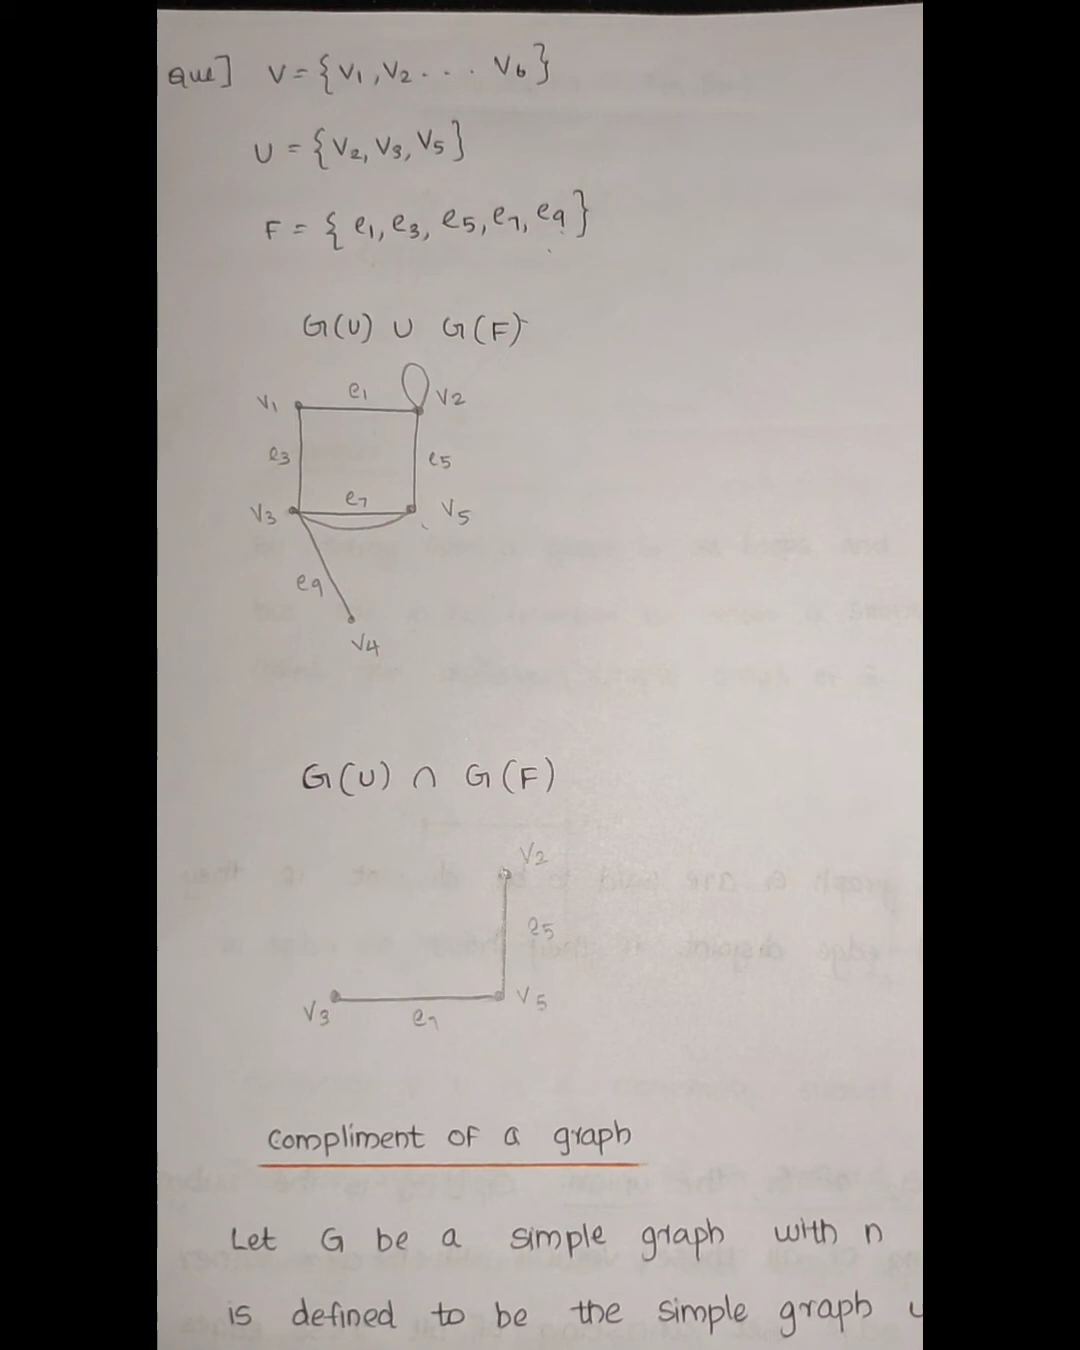 Que] V = {V1, V2 . . . V6}
U = {V2, V3, V5}
F = { e1, e3, e5, e7, e9 }
G(U) ∪ G(F)
V1 e1 V2
e3 e5
V3 e7 V5
e9
V4
G(U) ∩ G(F)
V2
e5
V3 e7 V5
Compliment of a graph
Let G be a simple graph with n
is defined to be the simple graph